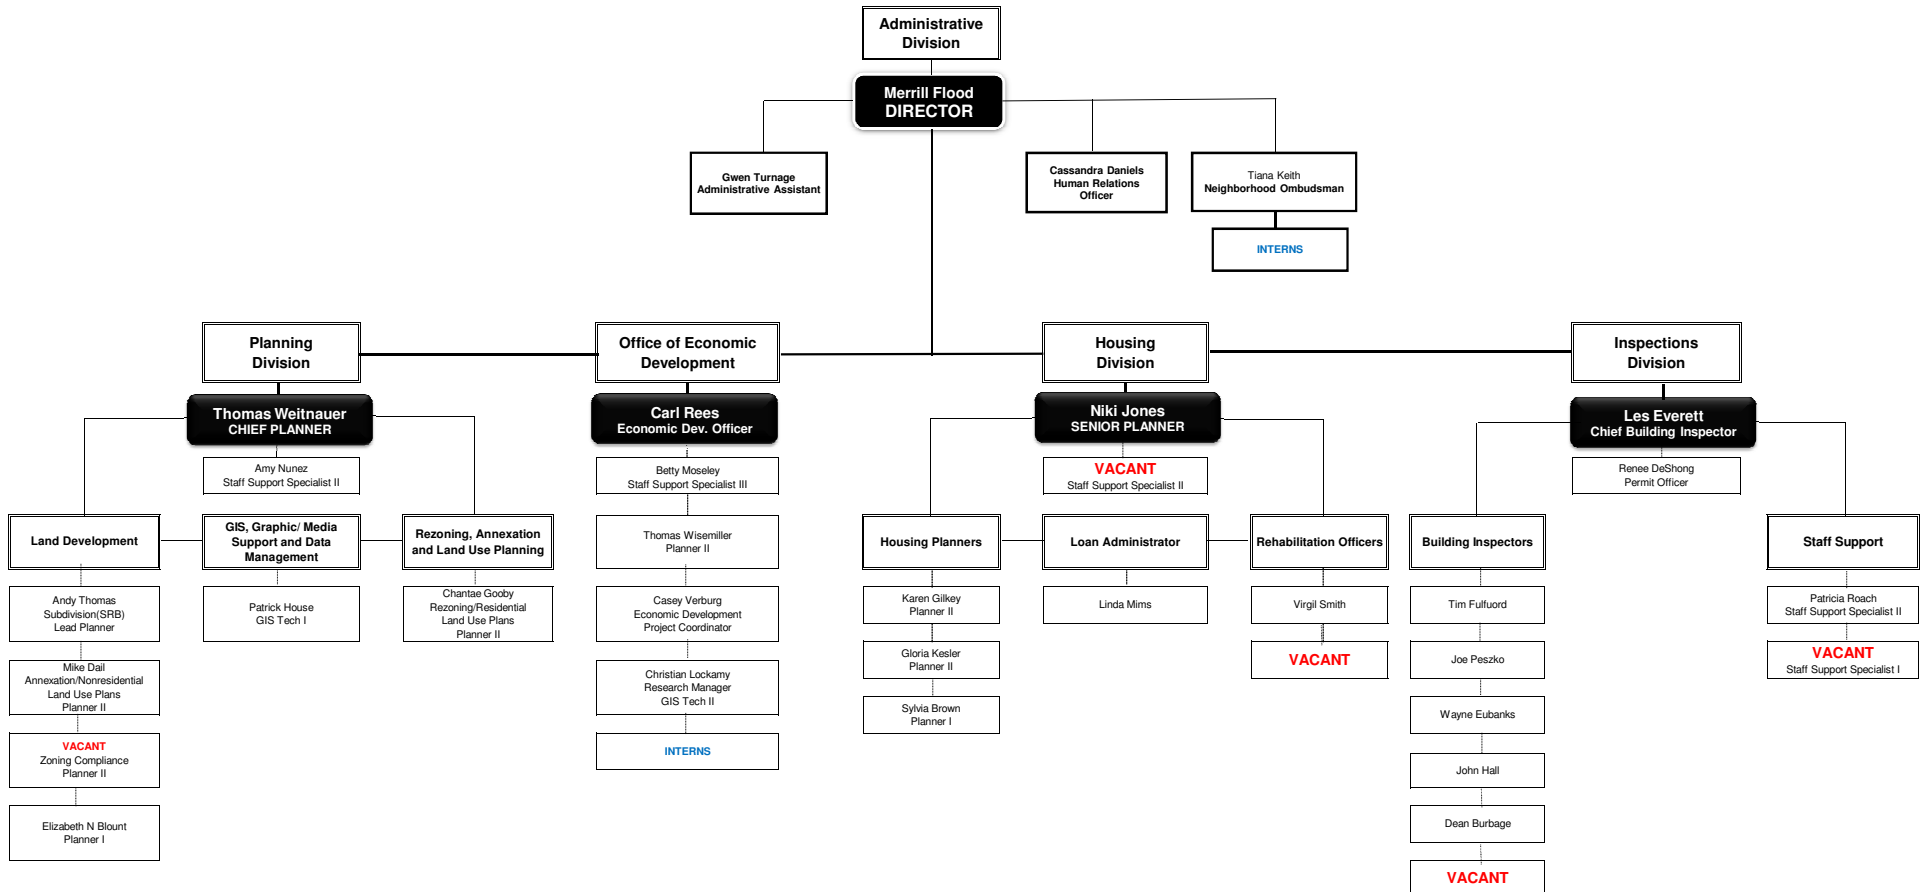 Administrative
Division
Merrill Flood
DIRECTOR
Gwen Turnage
Administrative Assistant
Cassandra Daniels
Human Relations
Officer
Tiana Keith
Neighborhood Ombudsman
INTERNS
Planning
Division
Office of Economic
Development
Housing
Division
Inspections
Division
Thomas Weitnauer
CHIEF PLANNER
Carl Rees
Economic Dev. Officer
Niki Jones
SENIOR PLANNER
Les Everett
Chief Building Inspector
Amy Nunez
Staff Support Specialist II
Betty Moseley
Staff Support Specialist III
VACANT
Staff Support Specialist II
Renee DeShong
Permit Officer
Land Development
GIS, Graphic/ Media
Support and Data
Management
Rezoning, Annexation
and Land Use Planning
Thomas Wisemiller
Planner II
Housing Planners
Loan Administrator
Rehabilitation Officers
Building Inspectors
Staff Support
Andy Thomas
Subdivision(SRB)
Lead Planner
Patrick House
GIS Tech I
Chantae Gooby
Rezoning/Residential
Land Use Plans
Planner II
Casey Verburg
Economic Development
Project Coordinator
Karen Gilkey
Planner II
Linda Mims
Virgil Smith
Tim Fulfuord
Patricia Roach
Staff Support Specialist II
Mike Dail
Annexation/Nonresidential
Land Use Plans
Planner II
Christian Lockamy
Research Manager
GIS Tech II
Gloria Kesler
Planner II
VACANT
Joe Peszko
VACANT
Staff Support Specialist I
Sylvia Brown
Planner I
Wayne Eubanks
VACANT
Zoning Compliance
Planner II
INTERNS
John Hall
Elizabeth N Blount
Planner I
Dean Burbage
VACANT